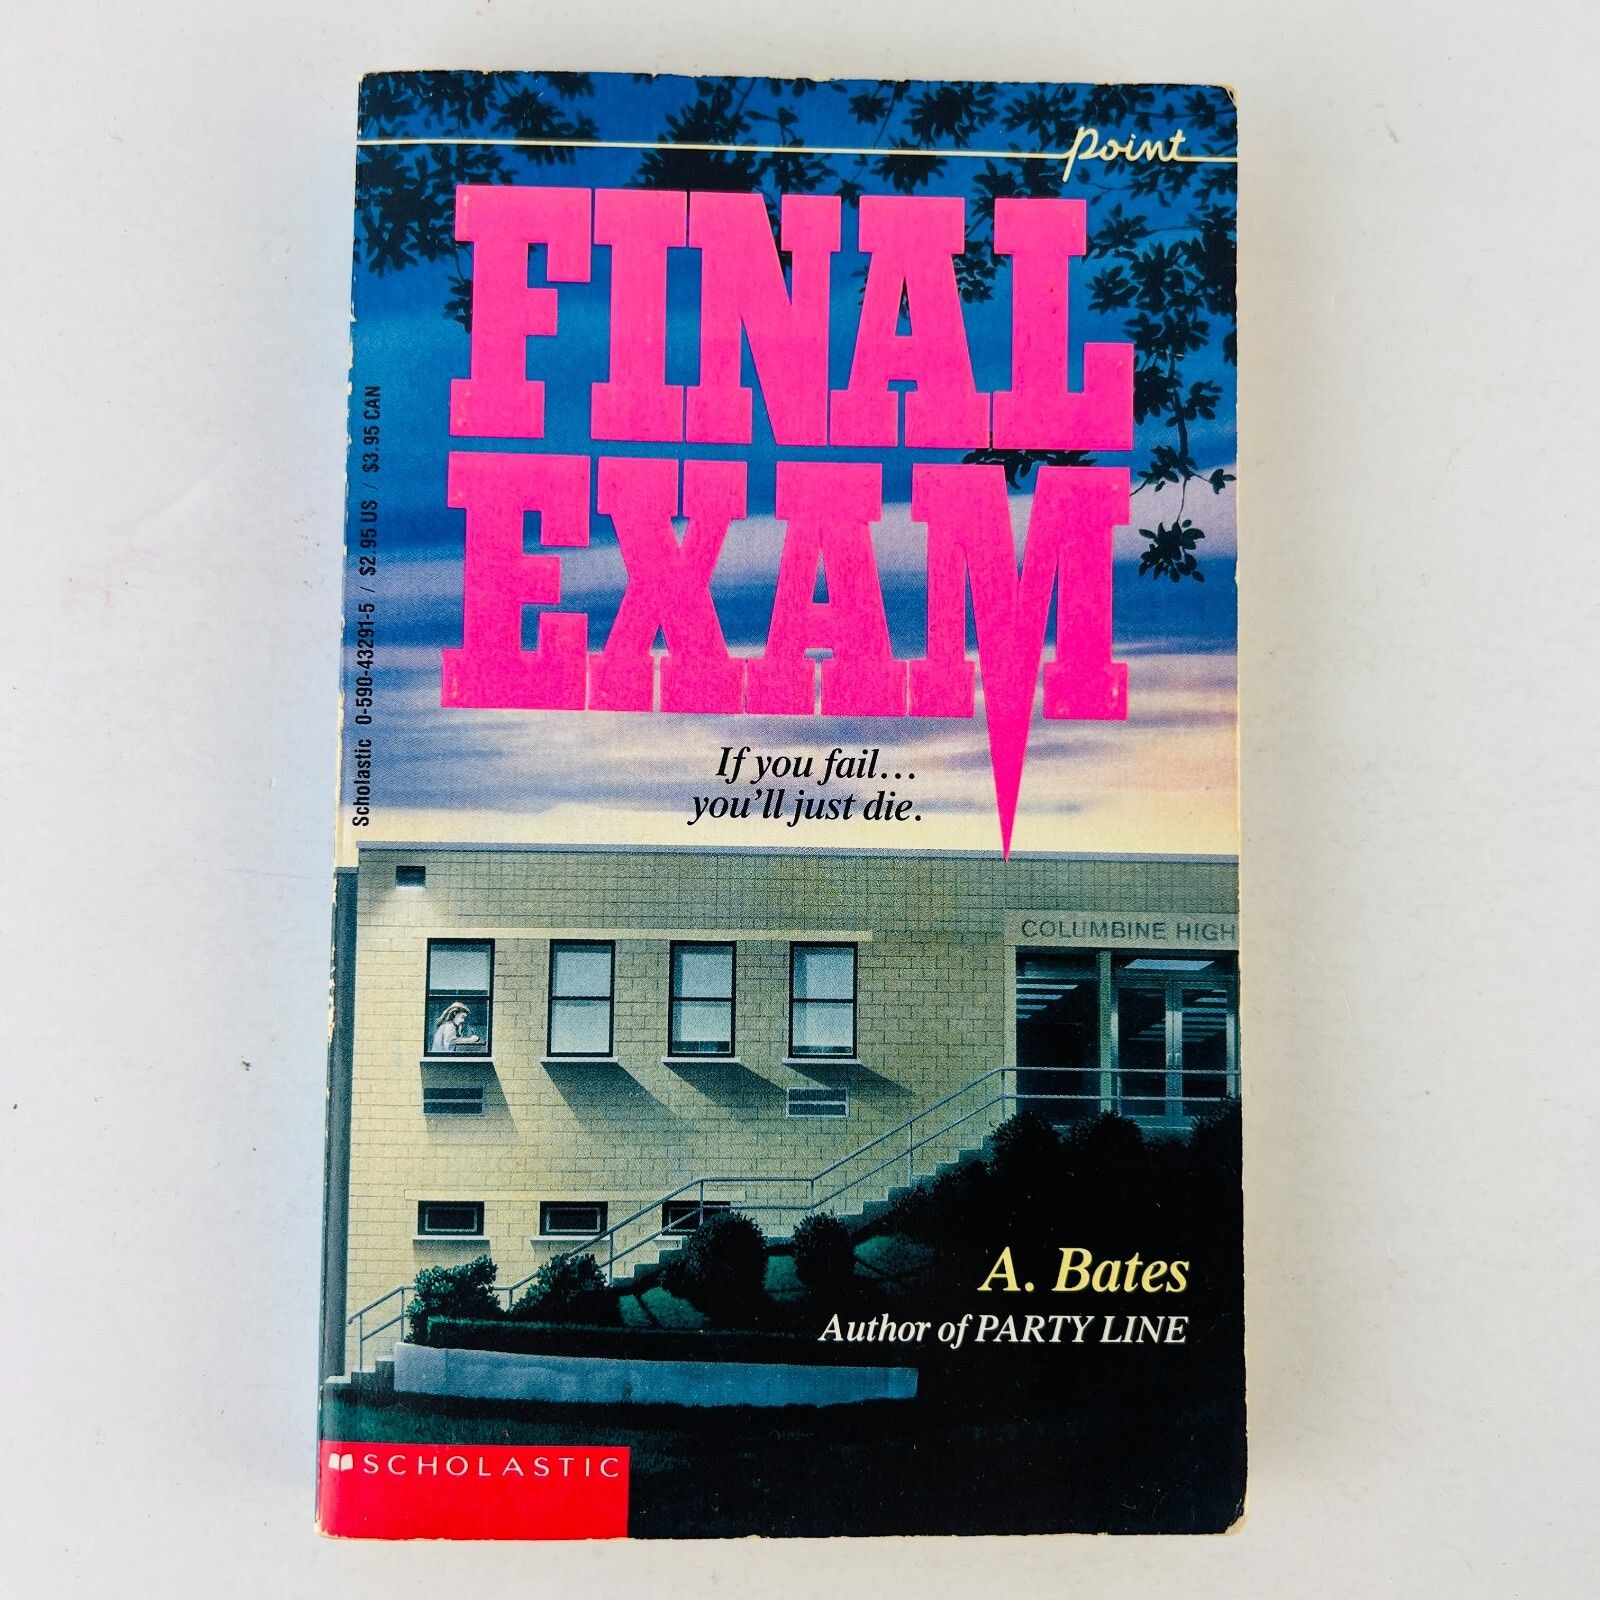 point
FINAL
EXAM
If you fail...
you'll just die.
Scholastic 0-590-43291-5 / $2.95 US / $3.95 CAN
COLUMBINE HIGH
A. Bates
Author of PARTY LINE
SCHOLASTIC